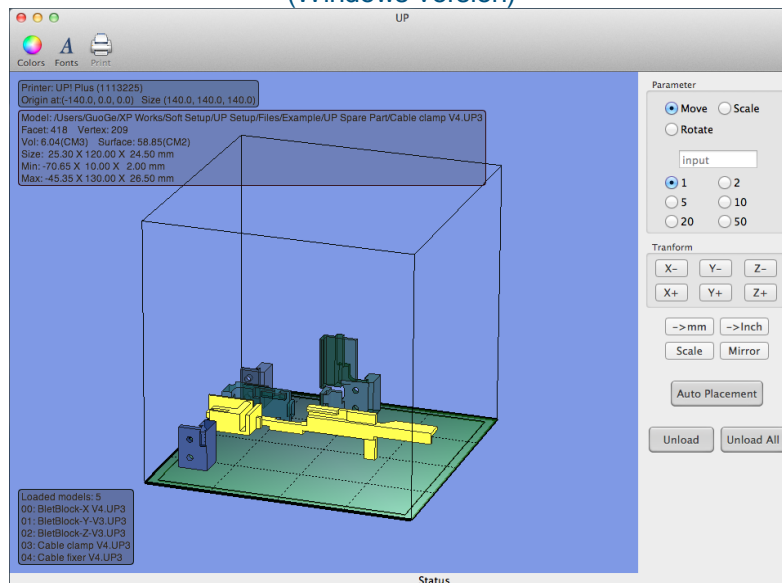 (Windows version)
UP
Colors Fonts Print
Printer: UP! Plus (1113225)
Origin at:(-140.0, 0.0, 0.0) Size (140.0, 140.0, 140.0)
Model: /Users/GuoGe/XP Works/Soft Setup/UP Setup/Files/Example/UP Spare Part/Cable clamp V4.UP3
Facet: 418 Vertex: 209
Vol: 6.04(CM3) Surface: 58.85(CM2)
Size: 25.30 X 120.00 X 24.50 mm
Min: -70.65 X 10.00 X 2.00 mm
Max: -45.35 X 130.00 X 26.50 mm
Parameter
Move Scale
Rotate
input
1 2
5 10
20 50
Tranform
X- Y- Z-
X+ Y+ Z+
->mm ->Inch
Scale Mirror
Auto Placement
Unload Unload All
Loaded models: 5
00: BletBlock-X V4.UP3
01: BletBlock-Y-V3.UP3
02: BletBlock-Z-V3.UP3
03: Cable clamp V4.UP3
04: Cable fixer V4.UP3
Status